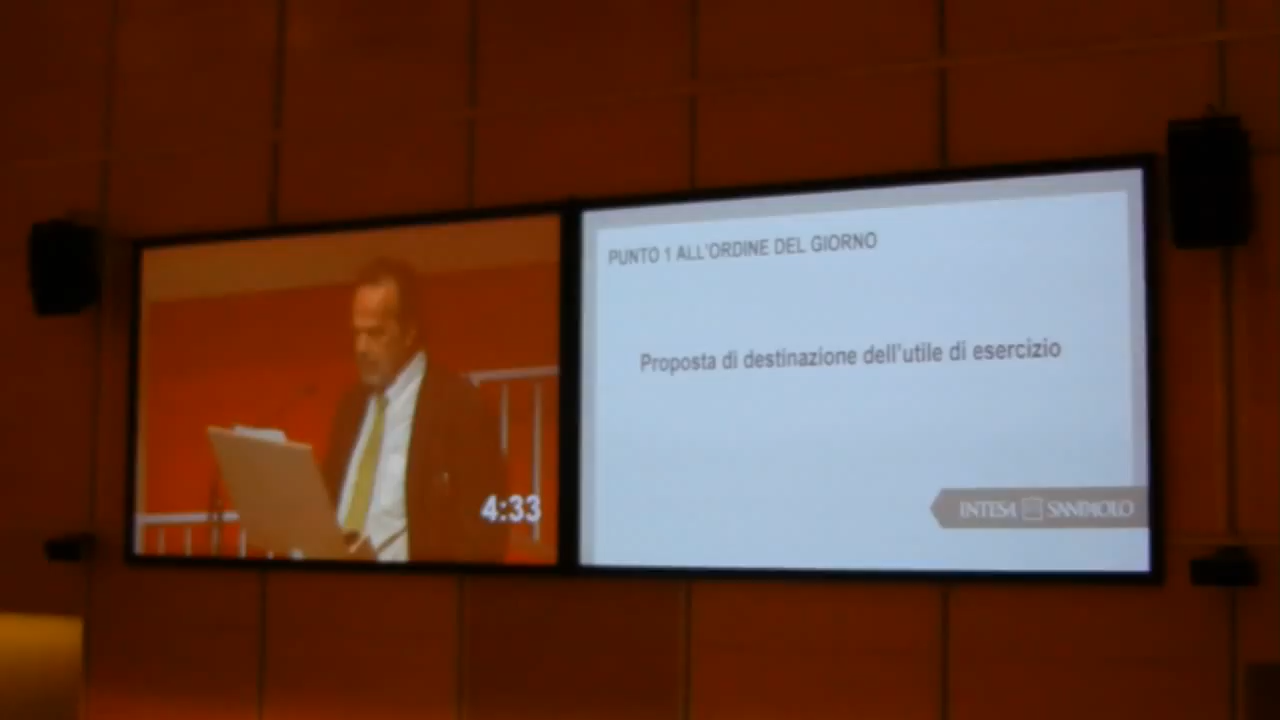 PUNTO 1 ALL'ORDINE DEL GIORNO
Proposta di destinazione dell'utile di esercizio
4:33
INTESA SANPAOLO